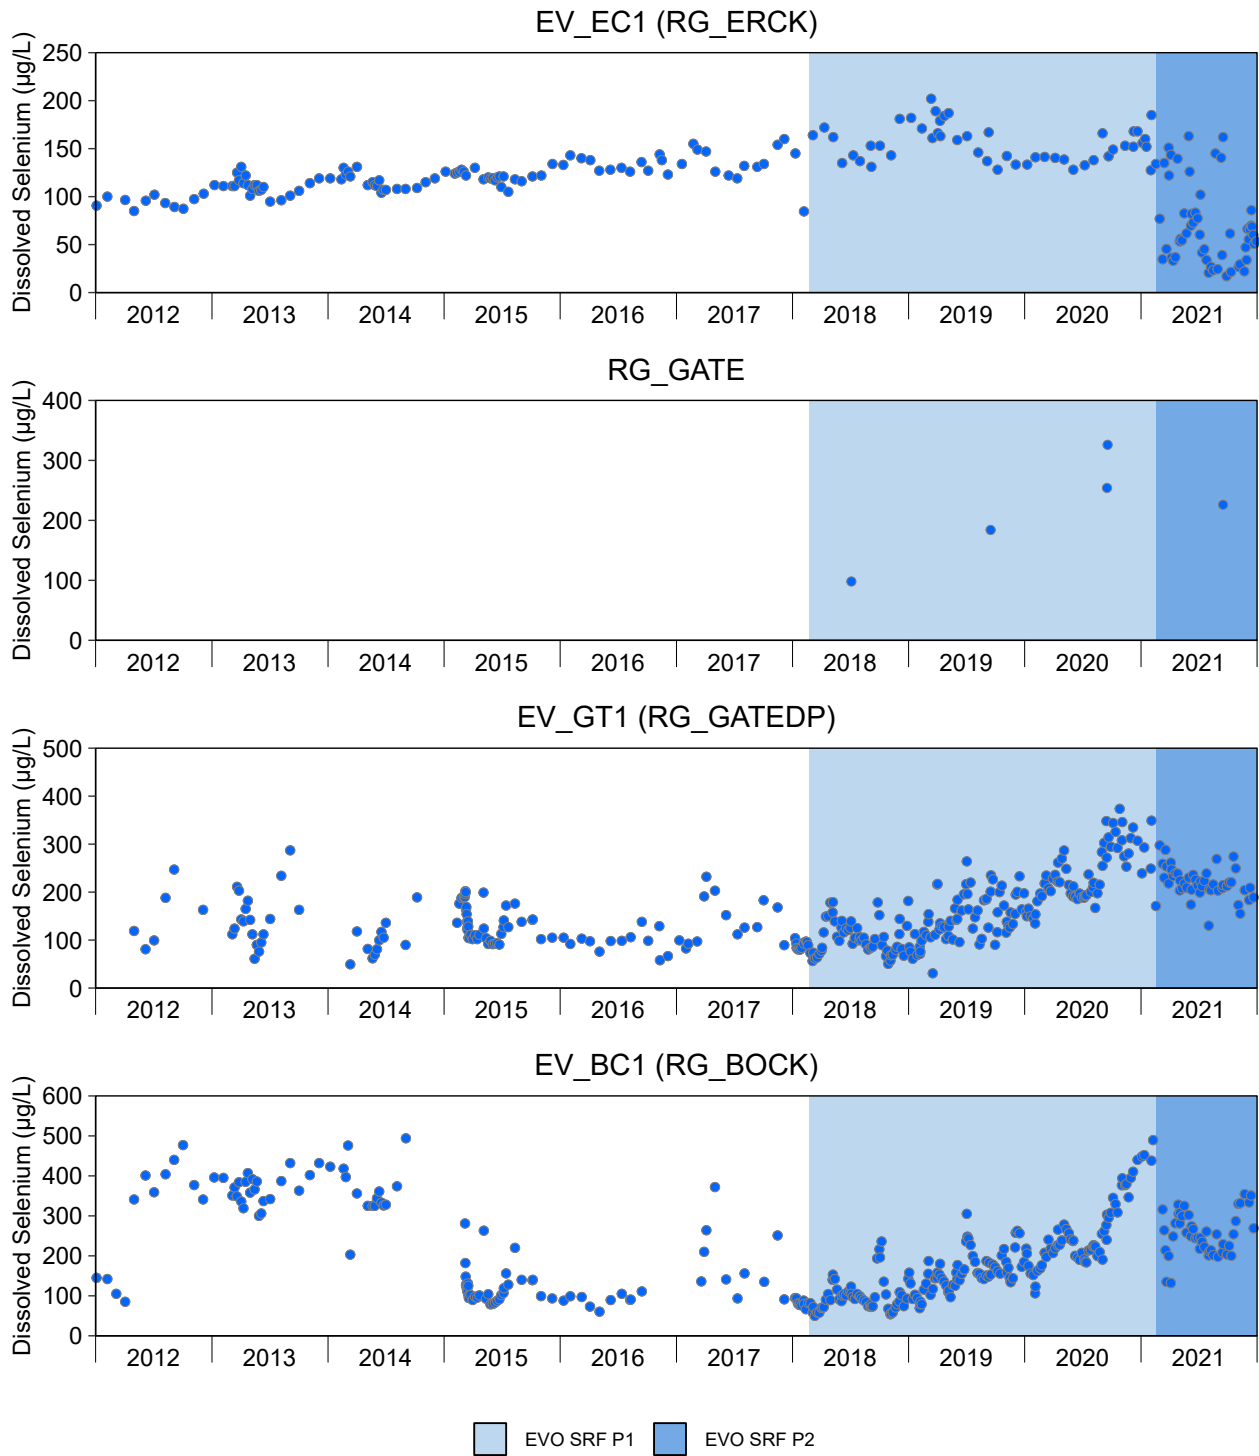 EV_EC1 (RG_ERCK)
Dissolved Selenium (µg/L)
250
200
150
100
50
0
2012 2013 2014 2015 2016 2017 2018 2019 2020 2021
RG_GATE
Dissolved Selenium (µg/L)
400
300
200
100
0
2012 2013 2014 2015 2016 2017 2018 2019 2020 2021
EV_GT1 (RG_GATEDP)
Dissolved Selenium (µg/L)
500
400
300
200
100
0
2012 2013 2014 2015 2016 2017 2018 2019 2020 2021
EV_BC1 (RG_BOCK)
Dissolved Selenium (µg/L)
600
500
400
300
200
100
0
2012 2013 2014 2015 2016 2017 2018 2019 2020 2021
EVO SRF P1 EVO SRF P2